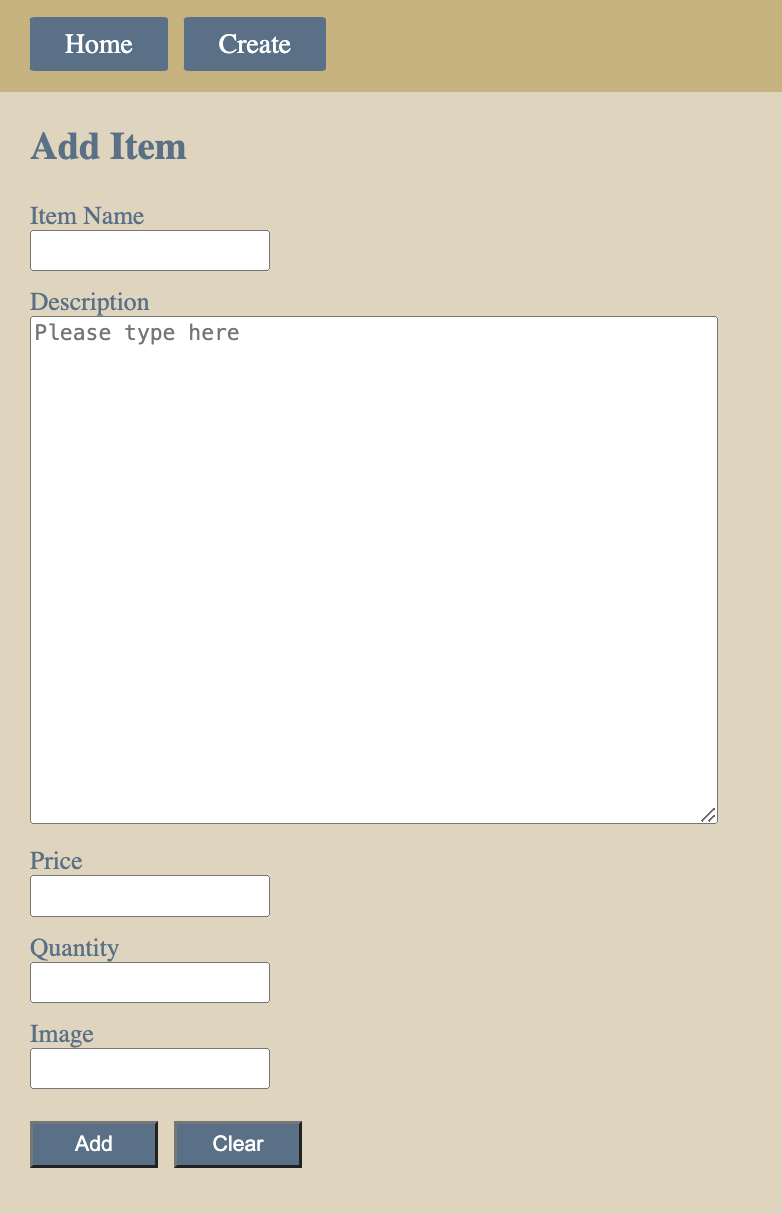 Home Create
Add Item
Item Name
Description
Please type here
Price
Quantity
Image
Add Clear